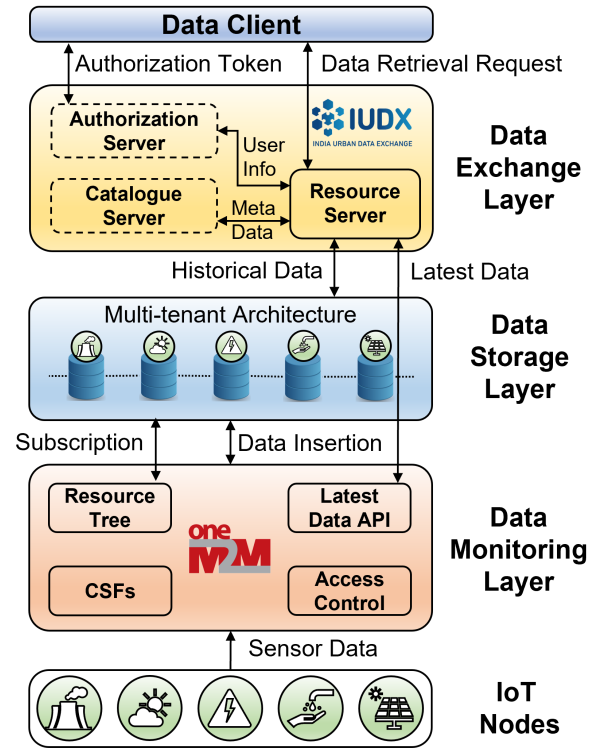 Data Client
Authorization Token
Data Retrieval Request
Authorization
Server
IUDX
INDIA URBAN DATA EXCHANGE
User
Info
Catalogue
Server
Meta
Data
Resource
Server
Data
Exchange
Layer
Historical Data
Latest Data
Multi-tenant Architecture
Data
Storage
Layer
Subscription
Data Insertion
Resource
Tree
Latest
Data API
one
M2M
CSFs
Access
Control
Data
Monitoring
Layer
Sensor Data
IoT
Nodes